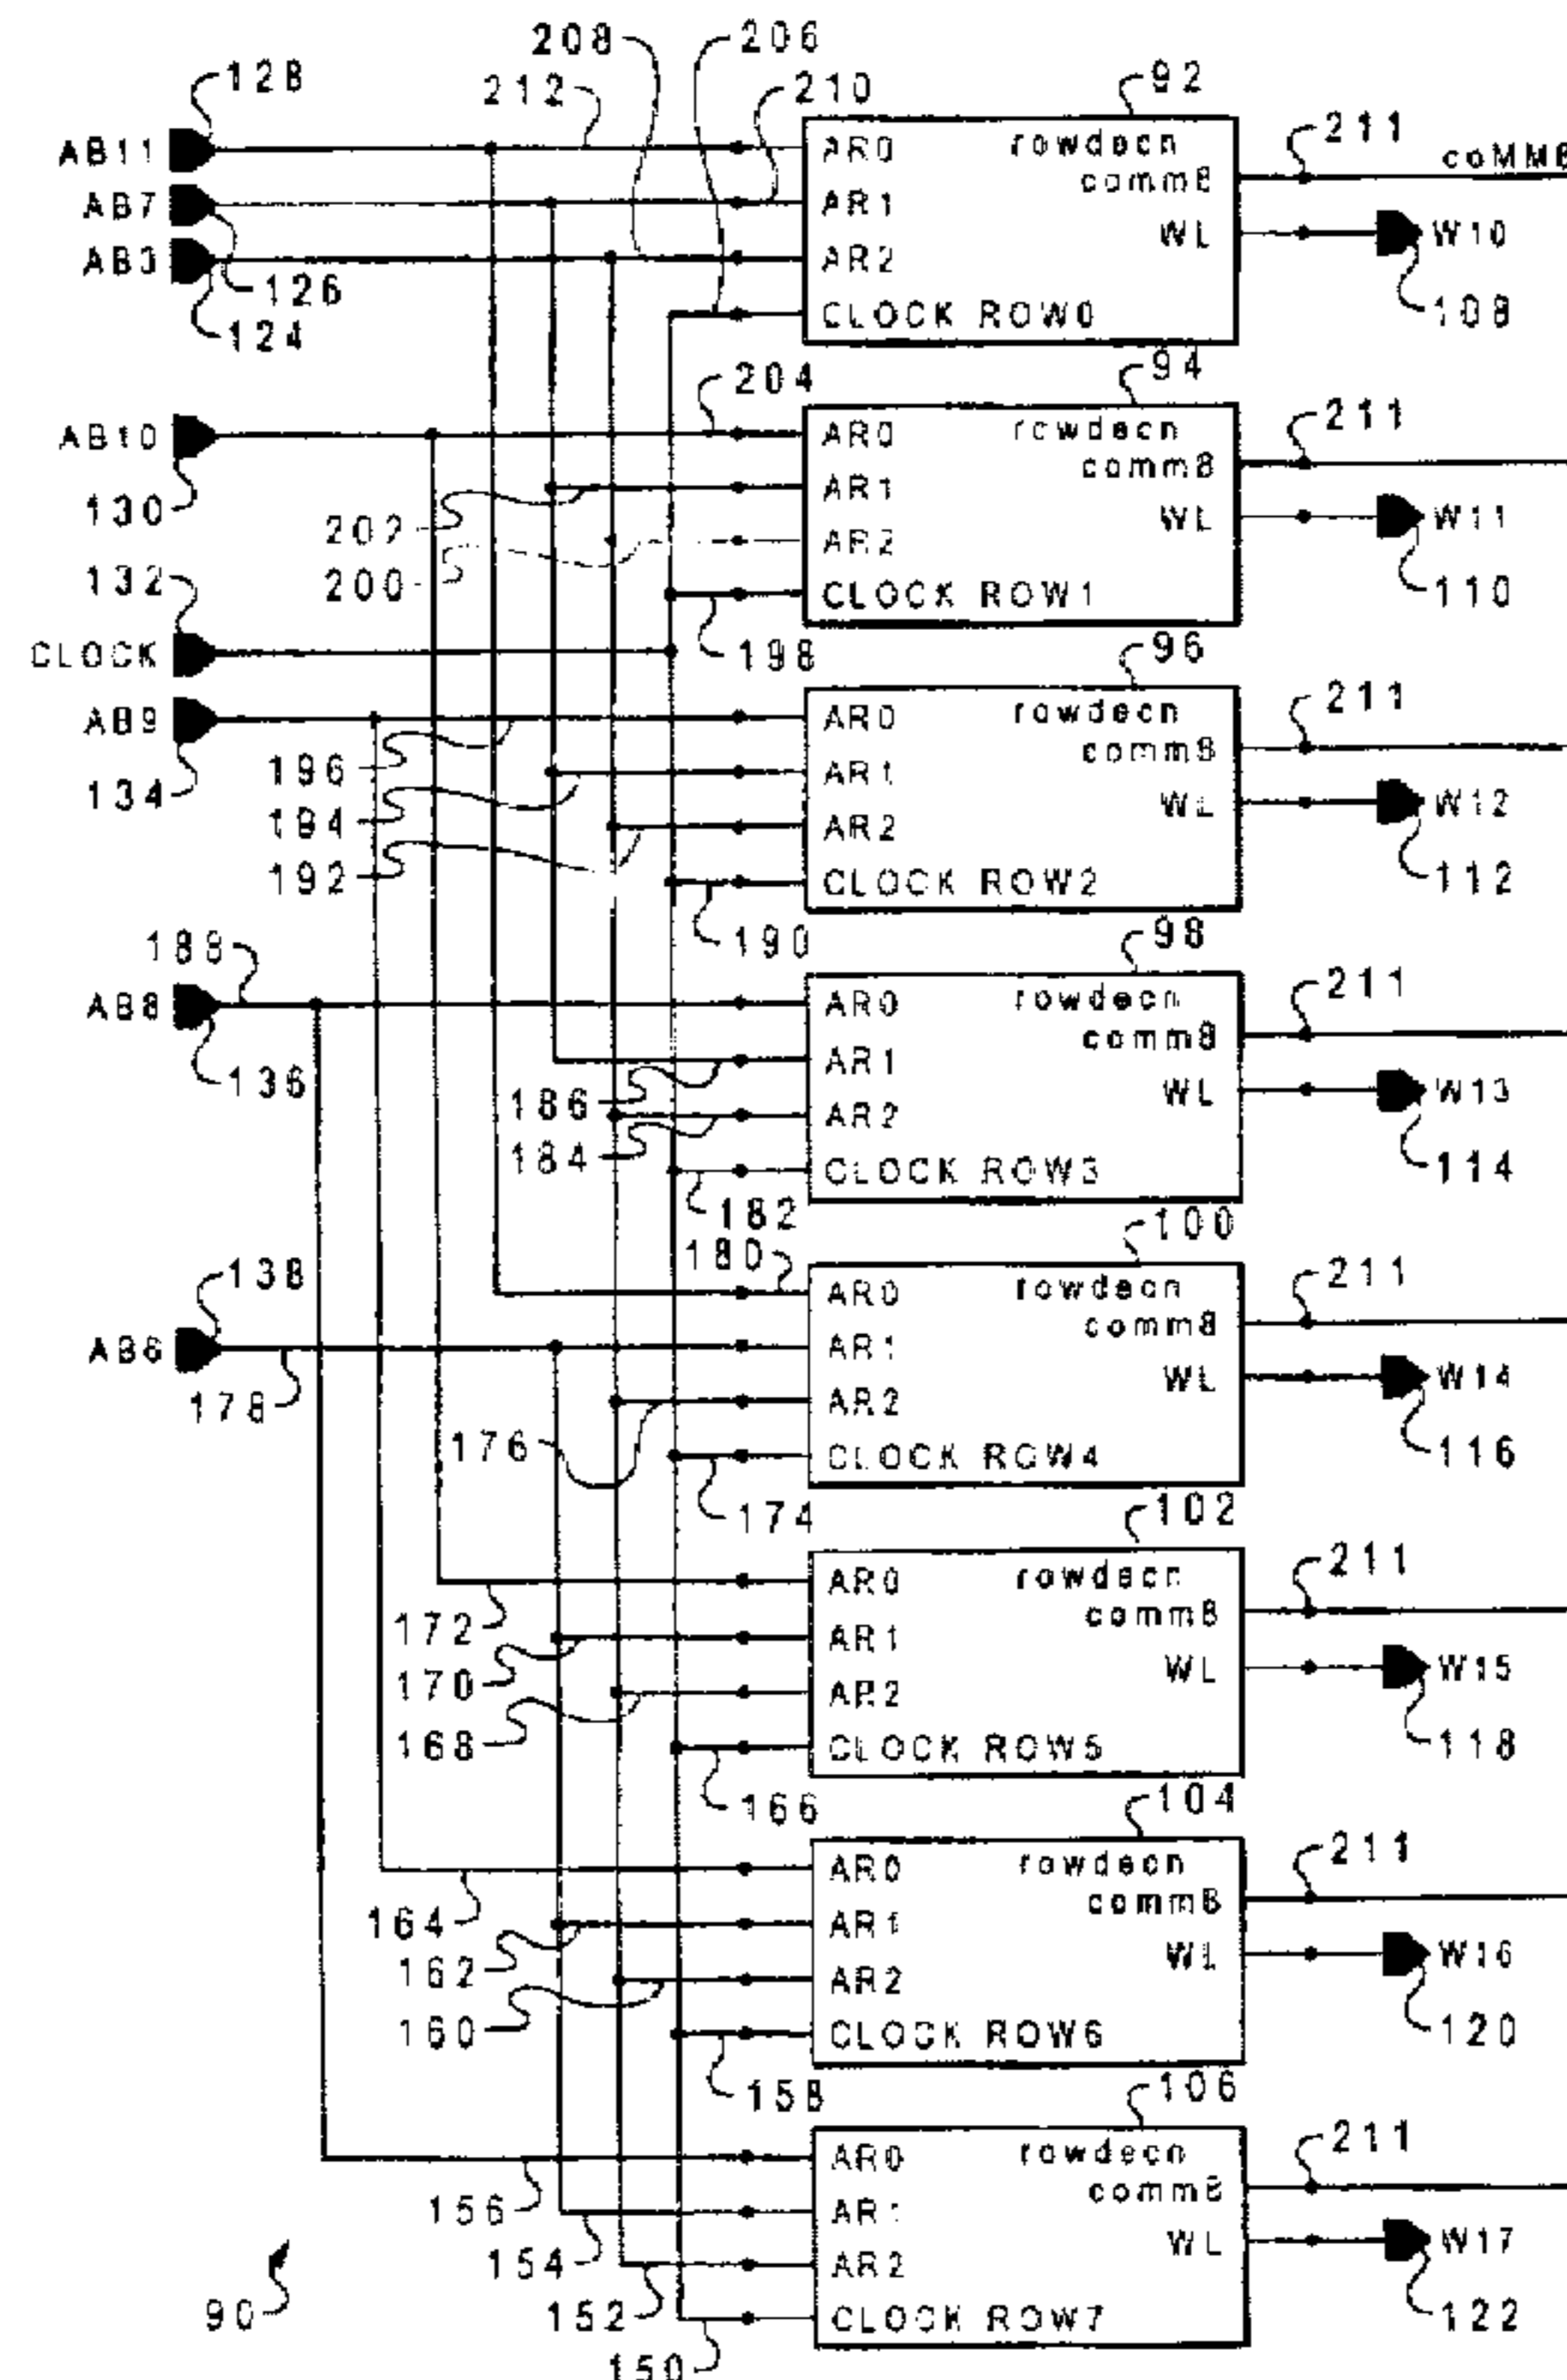 208 206
128 212 210 92
AB11 AR0 rowdecn 211 coMM8
AB7 AR1 comm8
AB3 AR2 WL W10
126 CLOCK ROW0 108
124
204 94
AB10 AR0 rowdecn 211
130 AR1 comm8
202 AR2 WL W11
200 110
132 CLOCK ROW1
CLOCK 198 96
AB9 AR0 rowdecn 211
134 196 AR1 comm8
194 AR2 WL W12
192 CLOCK ROW2 112
188 190 98
AB8 AR0 rowdecn 211
136 AR1 comm8
186 AR2 WL W13
184 CLOCK ROW3 114
182 100
138 180 AR0 rowdecn 211
AB6 AR1 comm8
178 AR2 WL W14
176 CLOCK ROW4 116
174 102
AR0 rowdecn 211
172 AR1 comm8
170 AR2 WL W15
168 CLOCK ROW5 118
166 104
AR0 rowdecn 211
164 AR1 comm8
162 AR2 WL W16
160 CLOCK ROW6 120
158 106
AR0 rowdecn 211
156 AR1 comm8
154 AR2 WL W17
90 152 CLOCK ROW7 122
150